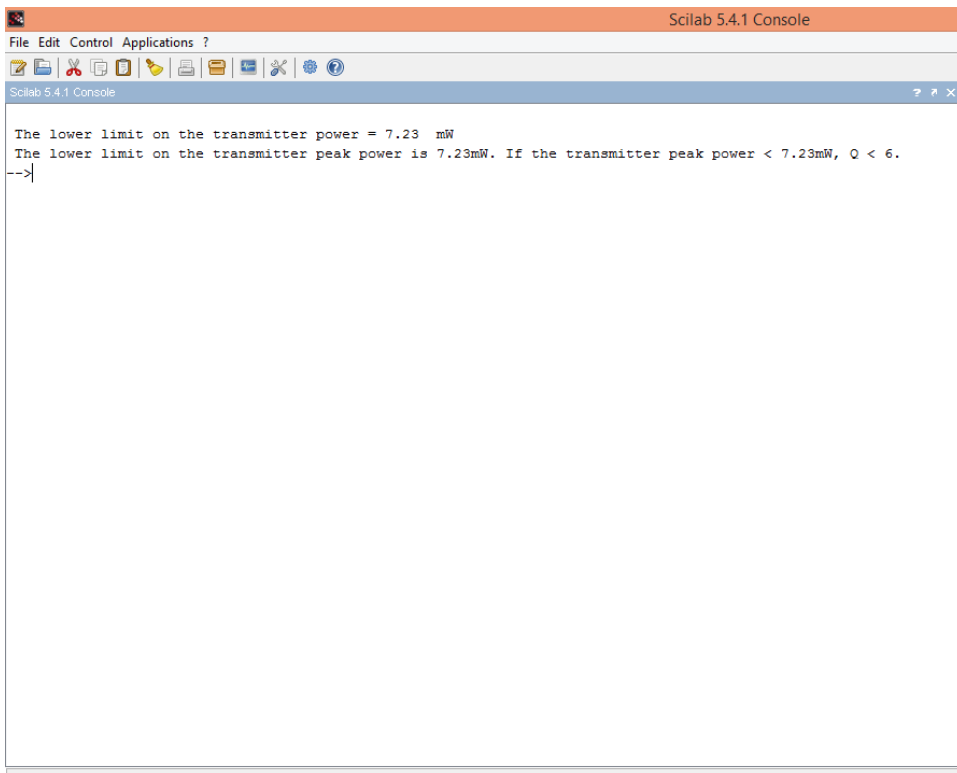 Scilab 5.4.1 Console
File Edit Control Applications ?
Scilab 5.4.1 Console ? ↗ ✕
The lower limit on the transmitter power = 7.23 mW
The lower limit on the transmitter peak power is 7.23mW. If the transmitter peak power < 7.23mW, Q < 6.
-->